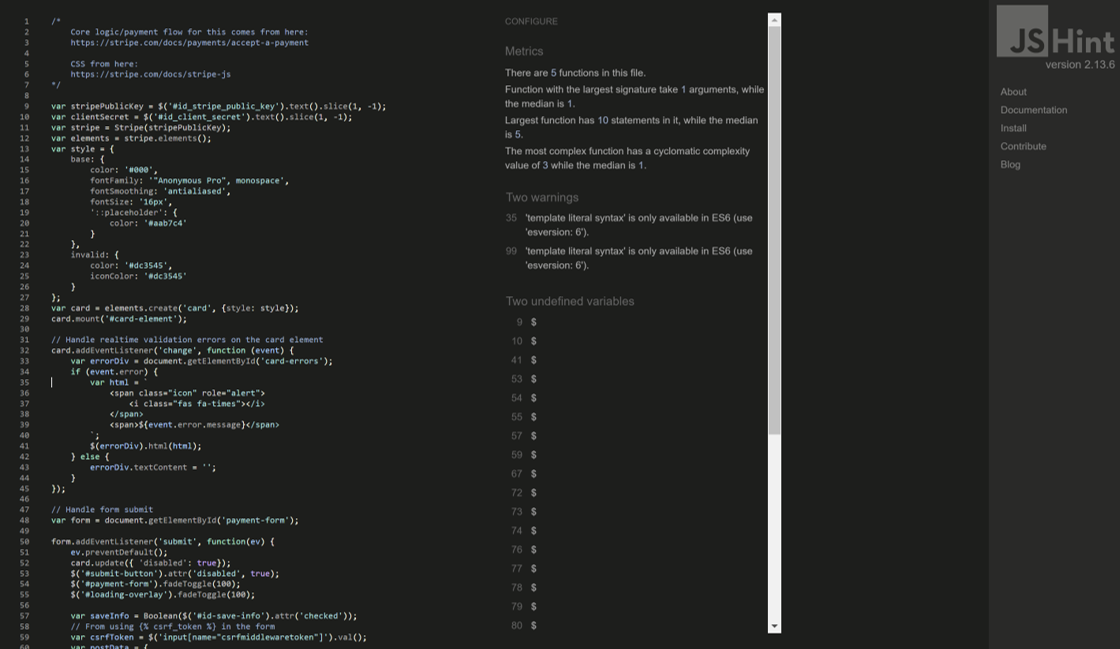 1 /*
2 Core logic/payment flow for this comes from here:
3 https://stripe.com/docs/payments/accept-a-payment
4
5 CSS from here:
6 https://stripe.com/docs/stripe-js
7 */
8
9 var stripePublicKey = $('#id_stripe_public_key').text().slice(1, -1);
10 var clientSecret = $('#id_client_secret').text().slice(1, -1);
11 var stripe = Stripe(stripePublicKey);
12 var elements = stripe.elements();
13 var style = {
14 base: {
15 color: '#000',
16 fontFamily: '"Anonymous Pro", monospace',
17 fontSmoothing: 'antialiased',
18 fontSize: '16px',
19 '::placeholder': {
20 color: '#aab7c4'
21 }
22 },
23 invalid: {
24 color: '#dc3545',
25 iconColor: '#dc3545'
26 }
27 };
28 var card = elements.create('card', {style: style});
29 card.mount('#card-element');
30
31 // Handle realtime validation errors on the card element
32 card.addEventListener('change', function (event) {
33 var errorDiv = document.getElementById('card-errors');
34 if (event.error) {
35 var html = `
36 <span class="icon" role="alert">
37 <i class="fas fa-times"></i>
38 </span>
39 <span>${event.error.message}</span>
40 `;
41 $(errorDiv).html(html);
42 } else {
43 errorDiv.textContent = '';
44 }
45 });
46
47 // Handle form submit
48 var form = document.getElementById('payment-form');
49
50 form.addEventListener('submit', function(ev) {
51 ev.preventDefault();
52 card.update({ 'disabled': true});
53 $('#submit-button').attr('disabled', true);
54 $('#payment-form').fadeToggle(100);
55 $('#loading-overlay').fadeToggle(100);
56
57 var saveInfo = Boolean($('#id-save-info').attr('checked'));
58 // From using {% csrf_token %} in the form
59 var csrfToken = $('input[name="csrfmiddlewaretoken"]').val();
60 var postData = {
CONFIGURE
Metrics
There are 5 functions in this file.
Function with the largest signature take 1 arguments, while
the median is 1.
Largest function has 10 statements in it, while the median
is 5.
The most complex function has a cyclomatic complexity
value of 3 while the median is 1.
Two warnings
35 'template literal syntax' is only available in ES6 (use
'esversion: 6').
99 'template literal syntax' is only available in ES6 (use
'esversion: 6').
Two undefined variables
9 $
10 $
41 $
53 $
54 $
55 $
57 $
59 $
67 $
72 $
73 $
74 $
76 $
77 $
78 $
79 $
80 $
JSHint
version 2.13.6
About
Documentation
Install
Contribute
Blog